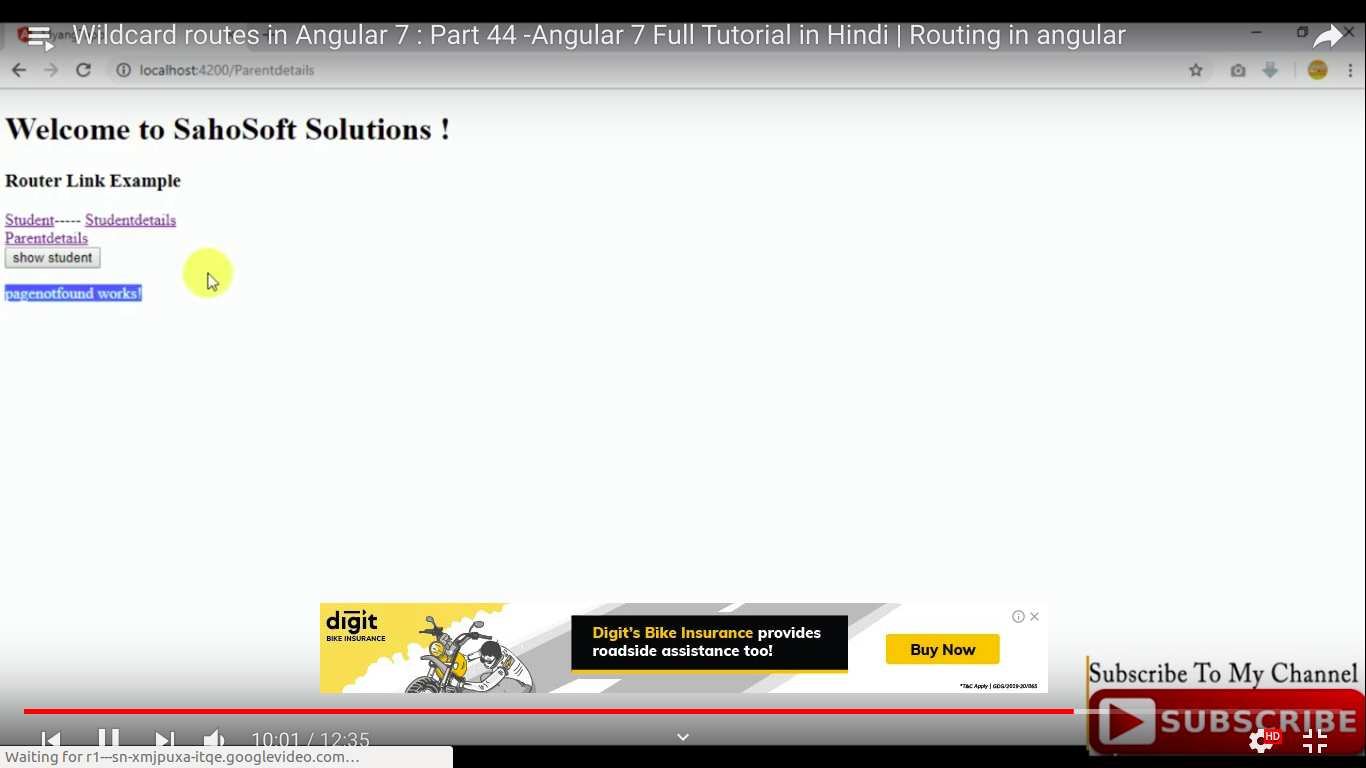 Wildcard routes in Angular 7 : Part 44 -Angular 7 Full Tutorial in Hindi | Routing in angular
localhost:4200/Parentdetails
Welcome to SahoSoft Solutions !
Router Link Example
Student----- Studentdetails
Parentdetails
show student
pagenotfound works!
digit
BIKE INSURANCE
Digit's Bike Insurance provides
roadside assistance too!
Buy Now
*T&C Apply | GDG/2019-20/065
Subscribe To My Channel
SUBSCRIBE
10:01 / 12:35
HD
Waiting for r1---sn-xmjpuxa-itqe.googlevideo.com…